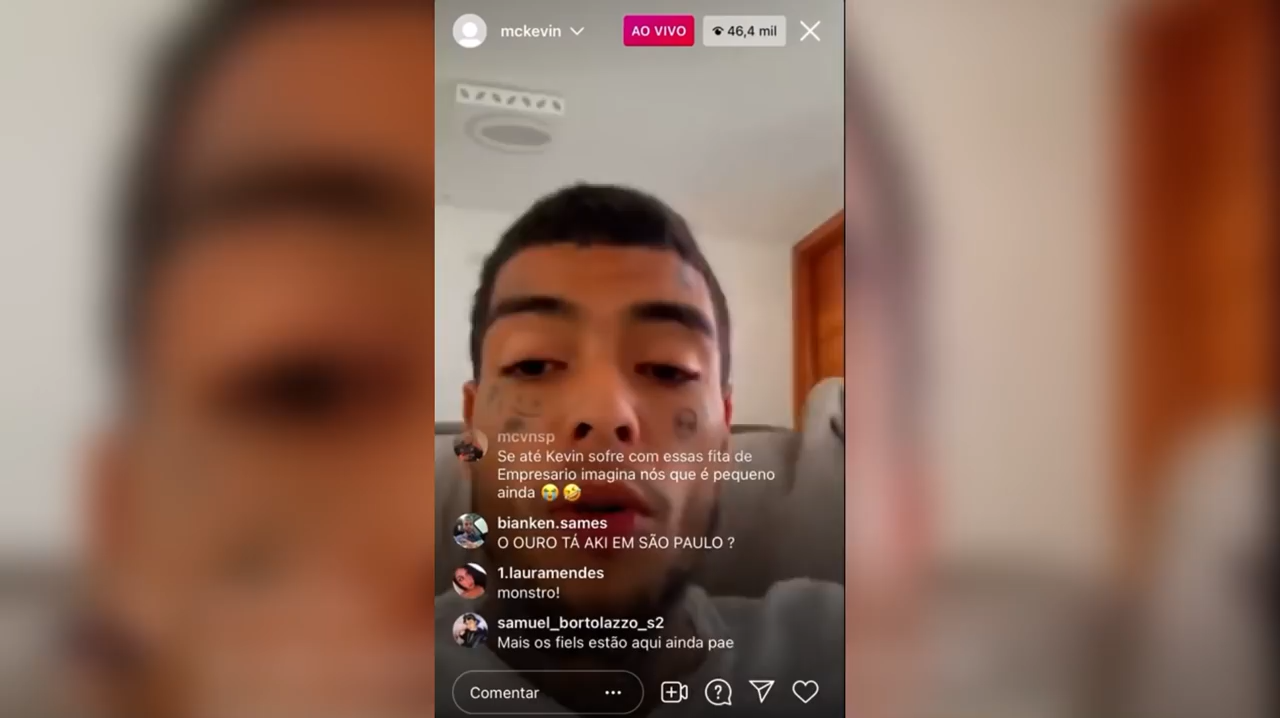 mckevin
AO VIVO
46,4 mil
mcvnsp
Se até Kevin sofre com essas fita de
Empresario imagina nós que é pequeno
ainda 😭🤣
bianken.sames
O OURO TÁ AKI EM SÃO PAULO ?
1.lauramendes
monstro!
samuel_bortolazzo_s2
Mais os fiels estão aqui ainda pae
Comentar